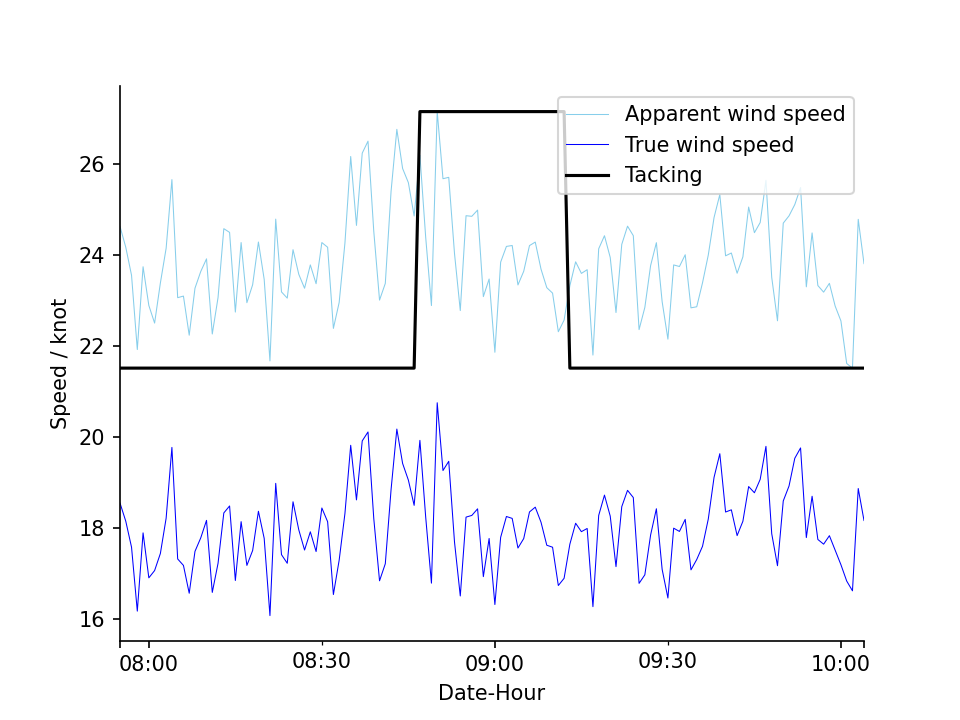 Apparent wind speed
True wind speed
Tacking
26
24
22
20
18
16
Speed / knot
08:00
08:30
09:00
09:30
10:00
Date-Hour